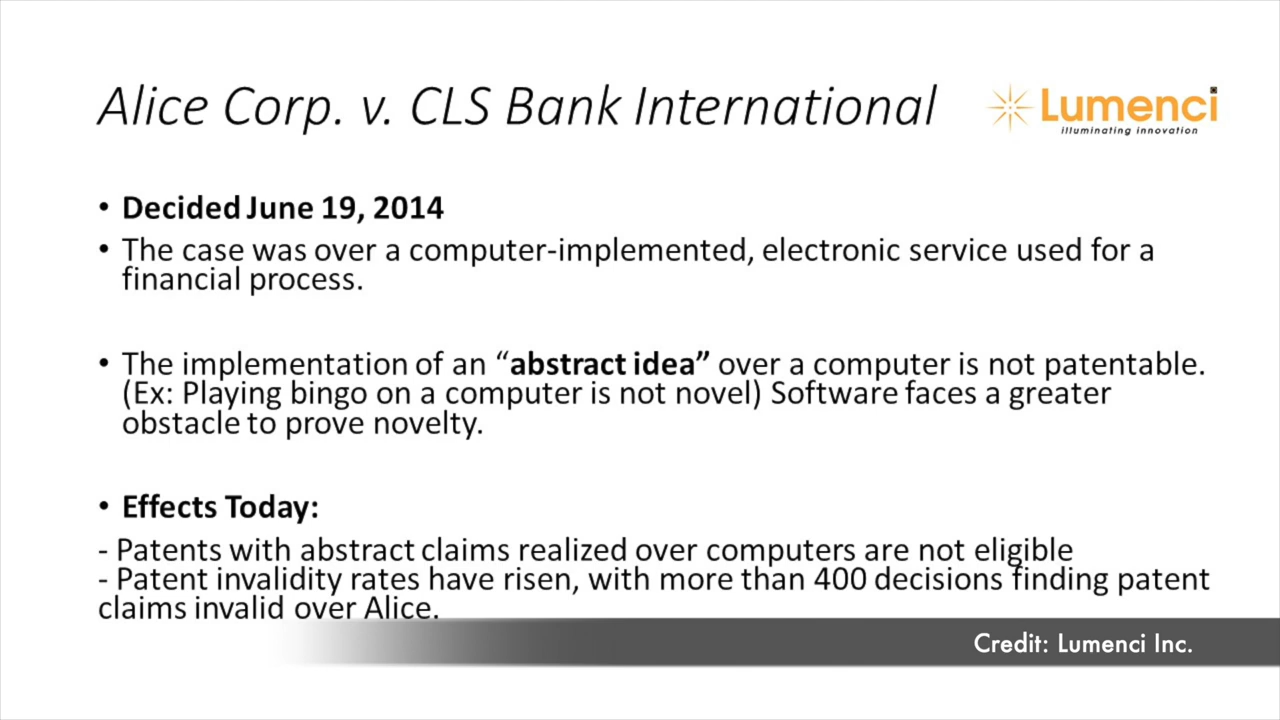 Alice Corp. v. CLS Bank International
Lumenci
illuminating innovation
• Decided June 19, 2014
• The case was over a computer-implemented, electronic service used for a
financial process.
• The implementation of an “abstract idea” over a computer is not patentable.
(Ex: Playing bingo on a computer is not novel) Software faces a greater
obstacle to prove novelty.
• Effects Today:
- Patents with abstract claims realized over computers are not eligible
- Patent invalidity rates have risen, with more than 400 decisions finding patent
claims invalid over Alice.
Credit: Lumenci Inc.